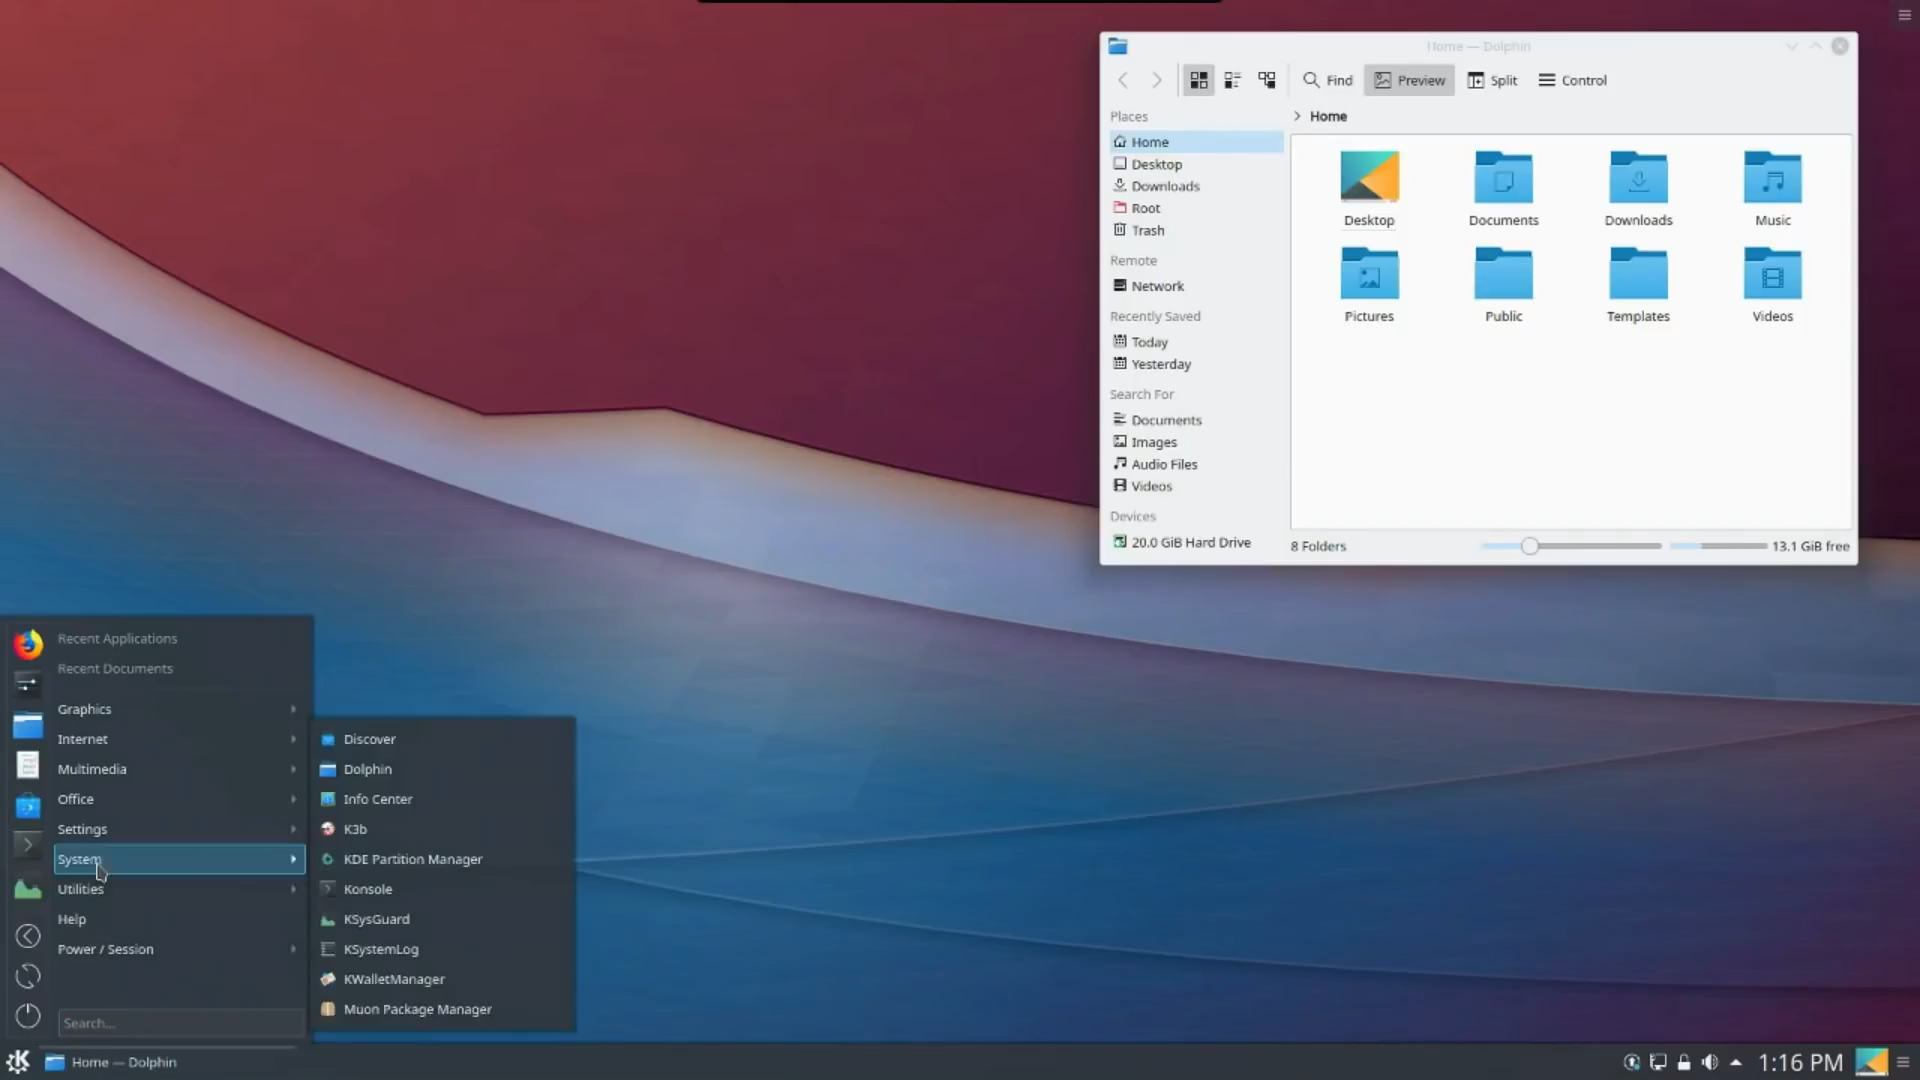 Home — Dolphin
Find
Preview
Split
Control
Places
Home
Desktop
Downloads
Root
Trash
Remote
Network
Recently Saved
Today
Yesterday
Search For
Documents
Images
Audio Files
Videos
Devices
20.0 GiB Hard Drive
Home
Desktop
Documents
Downloads
Music
Pictures
Public
Templates
Videos
8 Folders
13.1 GiB free
Recent Applications
Recent Documents
Graphics
Internet
Multimedia
Office
Settings
System
Utilities
Help
Power / Session
Search...
Discover
Dolphin
Info Center
K3b
KDE Partition Manager
Konsole
KSysGuard
KSystemLog
KWalletManager
Muon Package Manager
Home — Dolphin
1:16 PM